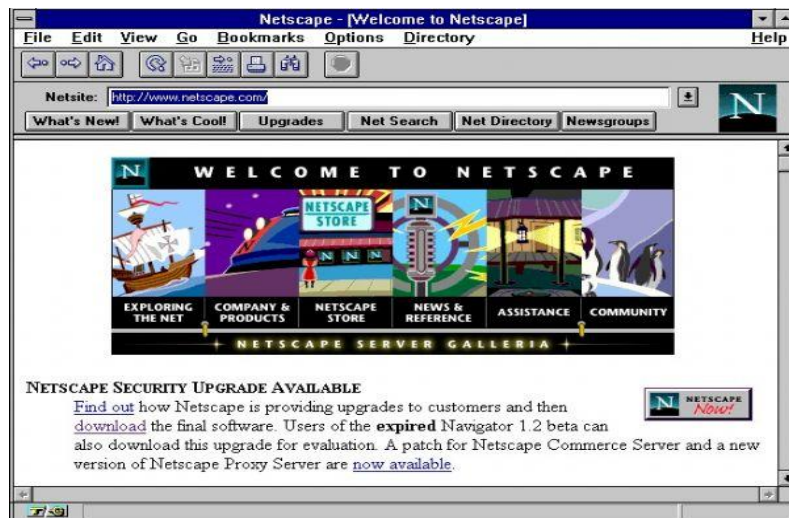 Netscape - [Welcome to Netscape]
File Edit View Go Bookmarks Options Directory Help
Netsite: http://www.netscape.com/
N
What's New! What's Cool! Upgrades Net Search Net Directory Newsgroups
N WELCOME TO NETSCAPE
NETSCAPE STORE
N
EXPLORING THE NET
COMPANY & PRODUCTS
NETSCAPE STORE
NEWS & REFERENCE
ASSISTANCE
COMMUNITY
NETSCAPE SERVER GALLERIA
NETSCAPE SECURITY UPGRADE AVAILABLE
N NETSCAPE Now!
Find out how Netscape is providing upgrades to customers and then
download the final software. Users of the expired Navigator 1.2 beta can
also download this upgrade for evaluation. A patch for Netscape Commerce Server and a new
version of Netscape Proxy Server are now available.